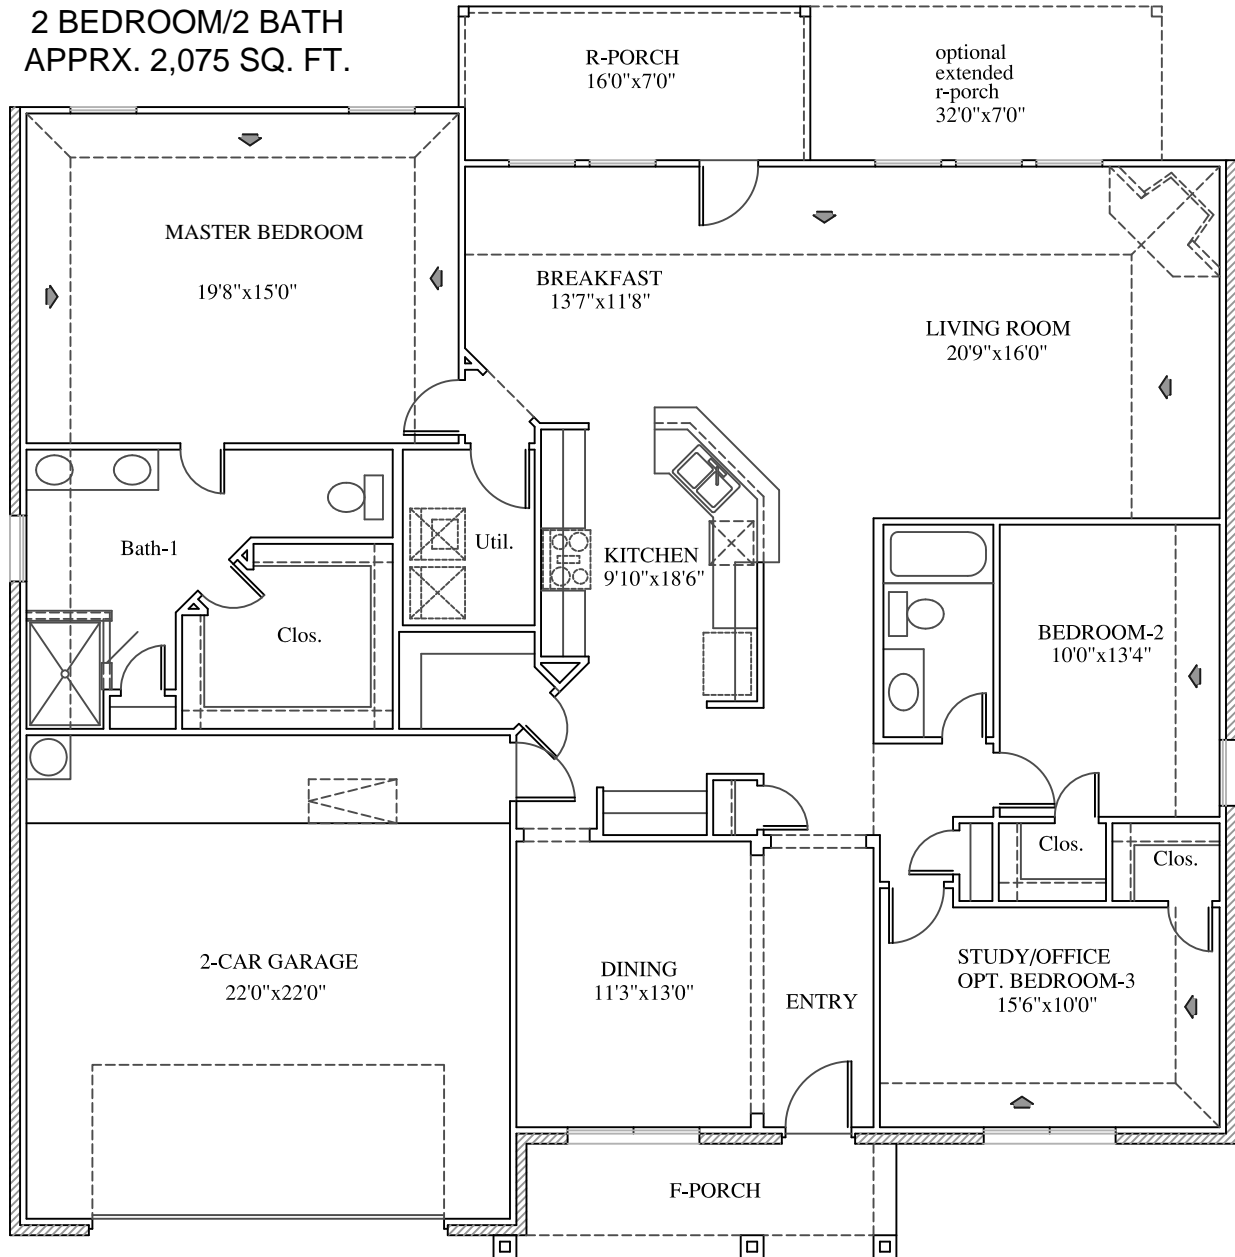 2 BEDROOM/2 BATH
APPRX. 2,075 SQ. FT.
R-PORCH
16'0"x7'0"
optional
extended
r-porch
32'0"x7'0"
MASTER BEDROOM
19'8"x15'0"
BREAKFAST
13'7"x11'8"
LIVING ROOM
20'9"x16'0"
Bath-1
Util.
KITCHEN
9'10"x18'6"
Clos.
BEDROOM-2
10'0"x13'4"
Clos.
Clos.
2-CAR GARAGE
22'0"x22'0"
DINING
11'3"x13'0"
ENTRY
STUDY/OFFICE
OPT. BEDROOM-3
15'6"x10'0"
F-PORCH